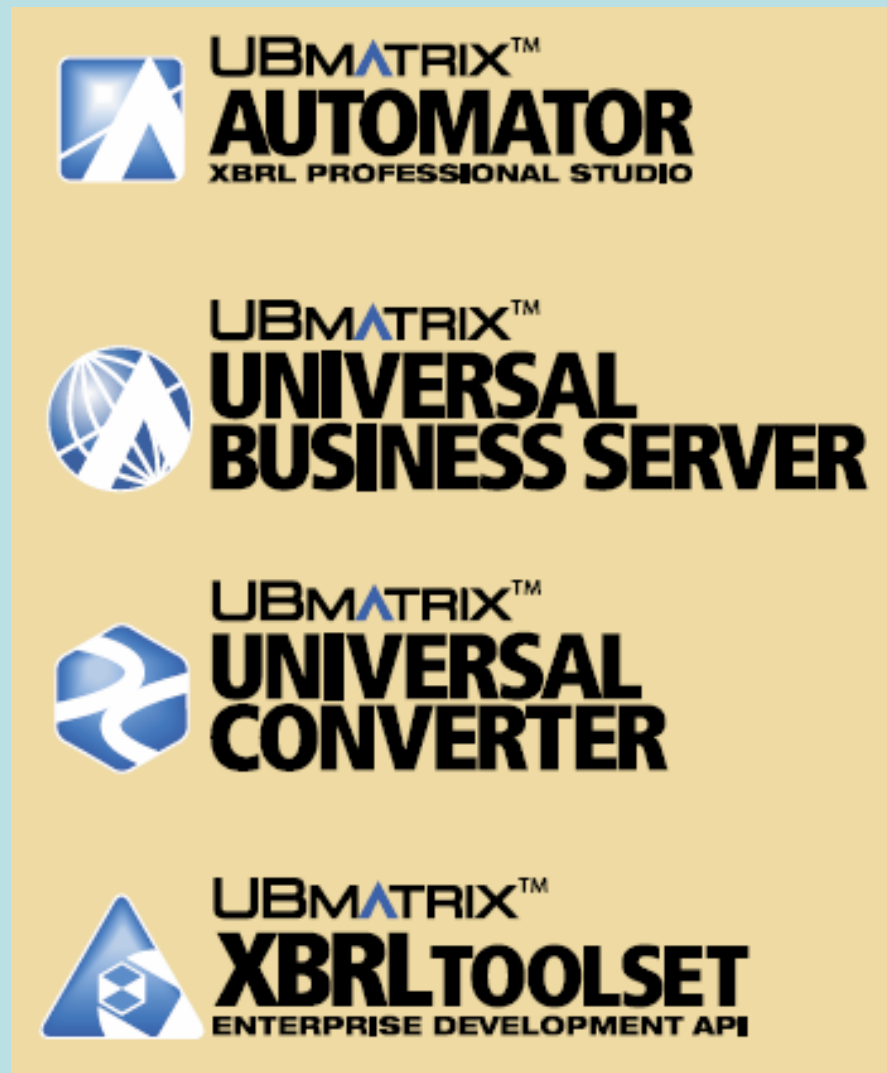 UBMATRIX™
AUTOMATOR
XBRL PROFESSIONAL STUDIO
UBMATRIX™
UNIVERSAL
BUSINESS SERVER
UBMATRIX™
UNIVERSAL
CONVERTER
UBMATRIX™
XBRLTOOLSET
ENTERPRISE DEVELOPMENT API